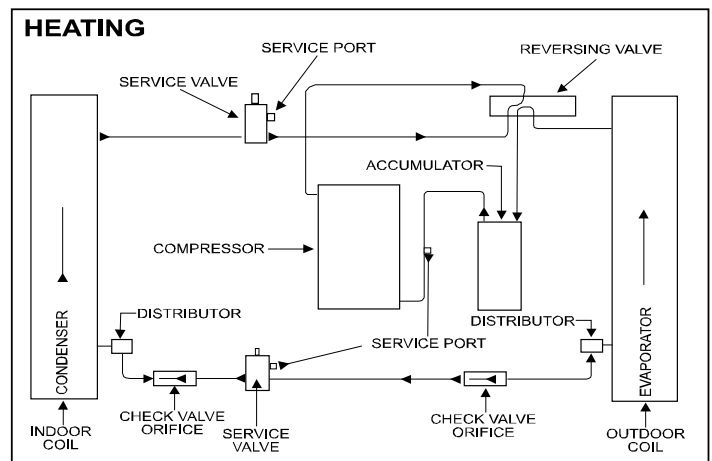 HEATING
SERVICE PORT
REVERSING VALVE
SERVICE VALVE
ACCUMULATOR
COMPRESSOR
DISTRIBUTOR
DISTRIBUTOR
CONDENSER
EVAPORATOR
SERVICE PORT
CHECK VALVE
ORIFICE
SERVICE
VALVE
CHECK VALVE
ORIFICE
INDOOR
COIL
OUTDOOR
COIL